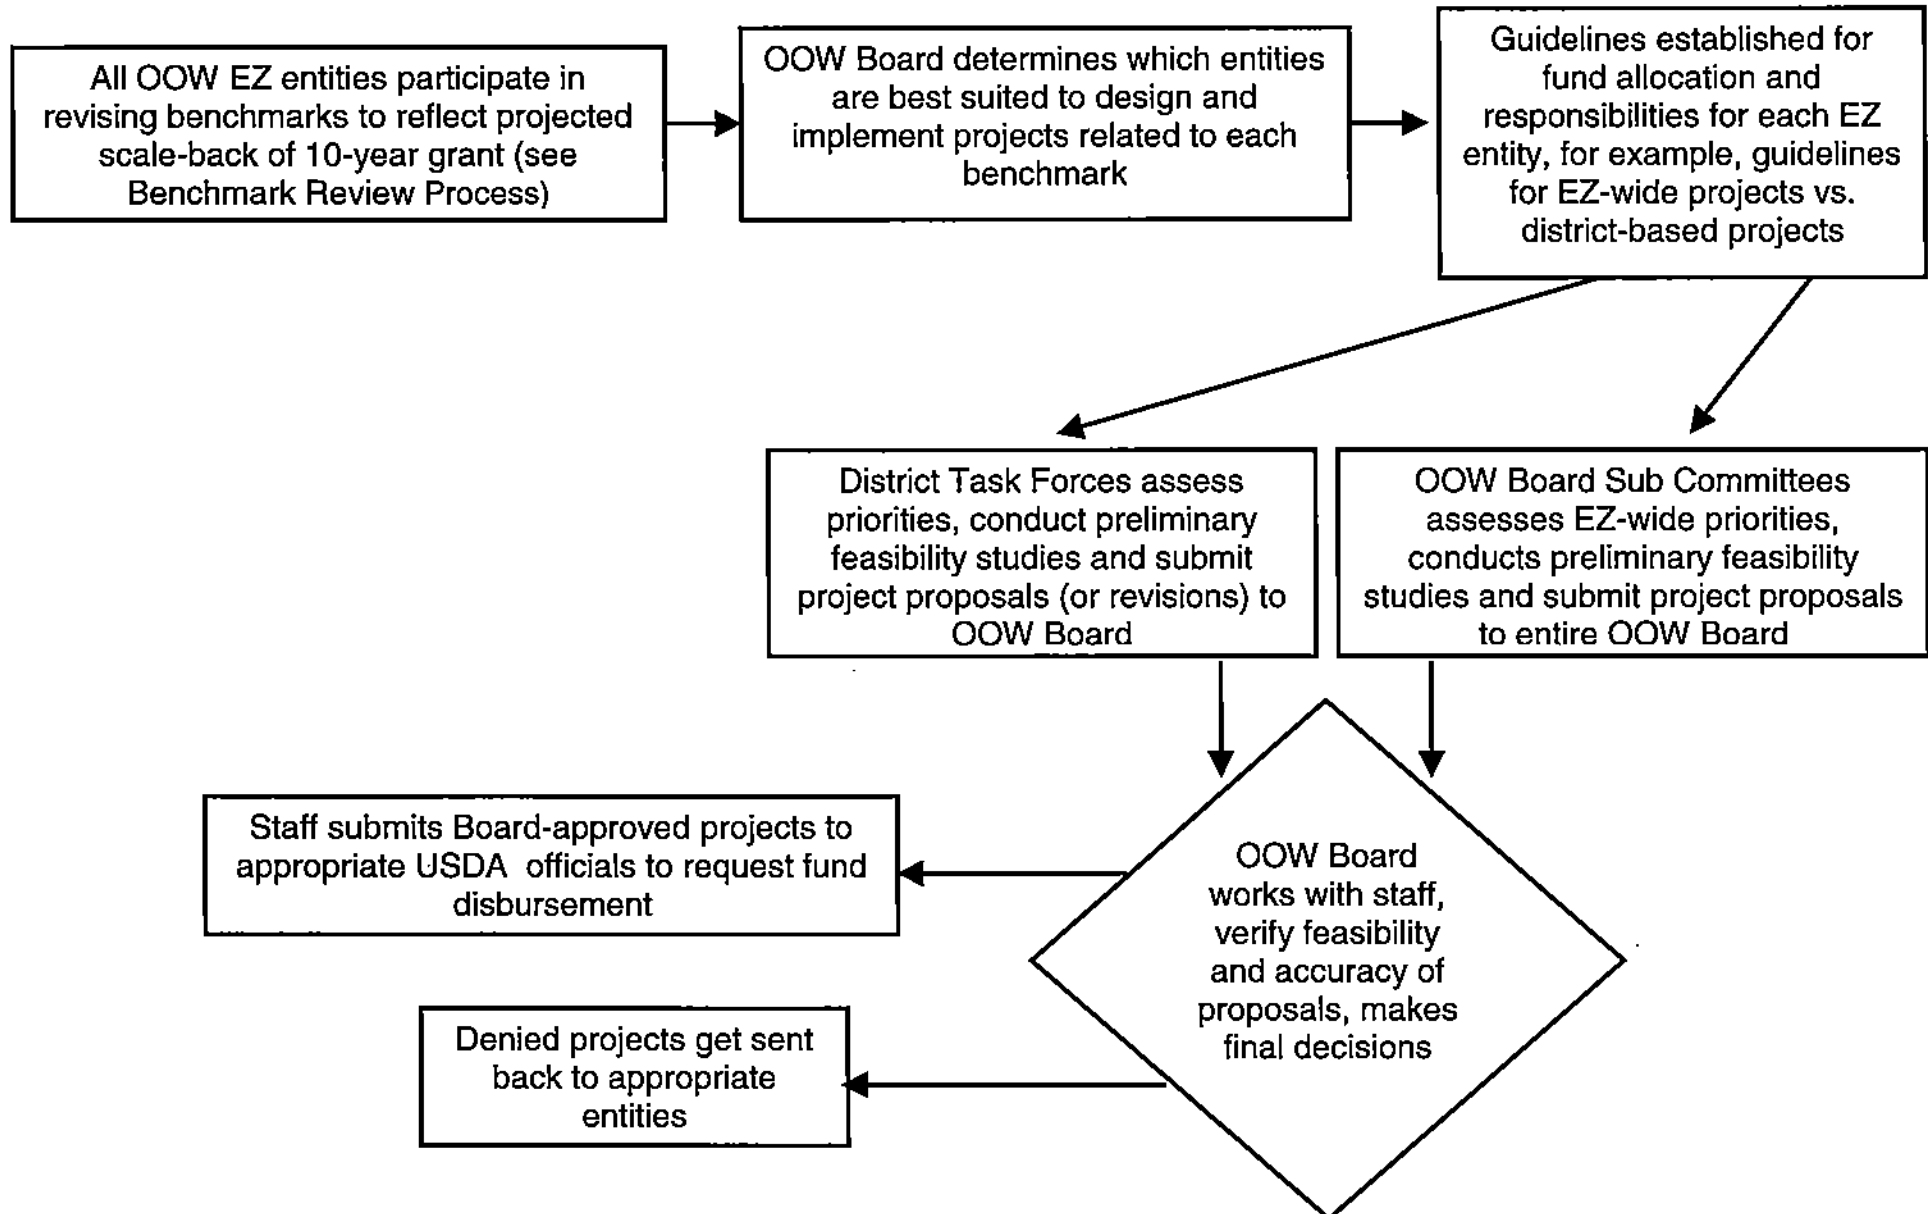 All OOW EZ entities participate in
revising benchmarks to reflect projected
scale-back of 10-year grant (see
Benchmark Review Process)
OOW Board determines which entities
are best suited to design and
implement projects related to each
benchmark
Guidelines established for
fund allocation and
responsibilities for each EZ
entity, for example, guidelines
for EZ-wide projects vs.
district-based projects
District Task Forces assess
priorities, conduct preliminary
feasibility studies and submit
project proposals (or revisions) to
OOW Board
OOW Board Sub Committees
assesses EZ-wide priorities,
conducts preliminary feasibility
studies and submit project proposals
to entire OOW Board
Staff submits Board-approved projects to
appropriate USDA officials to request fund
disbursement
OOW Board
works with staff,
verify feasibility
and accuracy of
proposals, makes
final decisions
Denied projects get sent
back to appropriate
entities